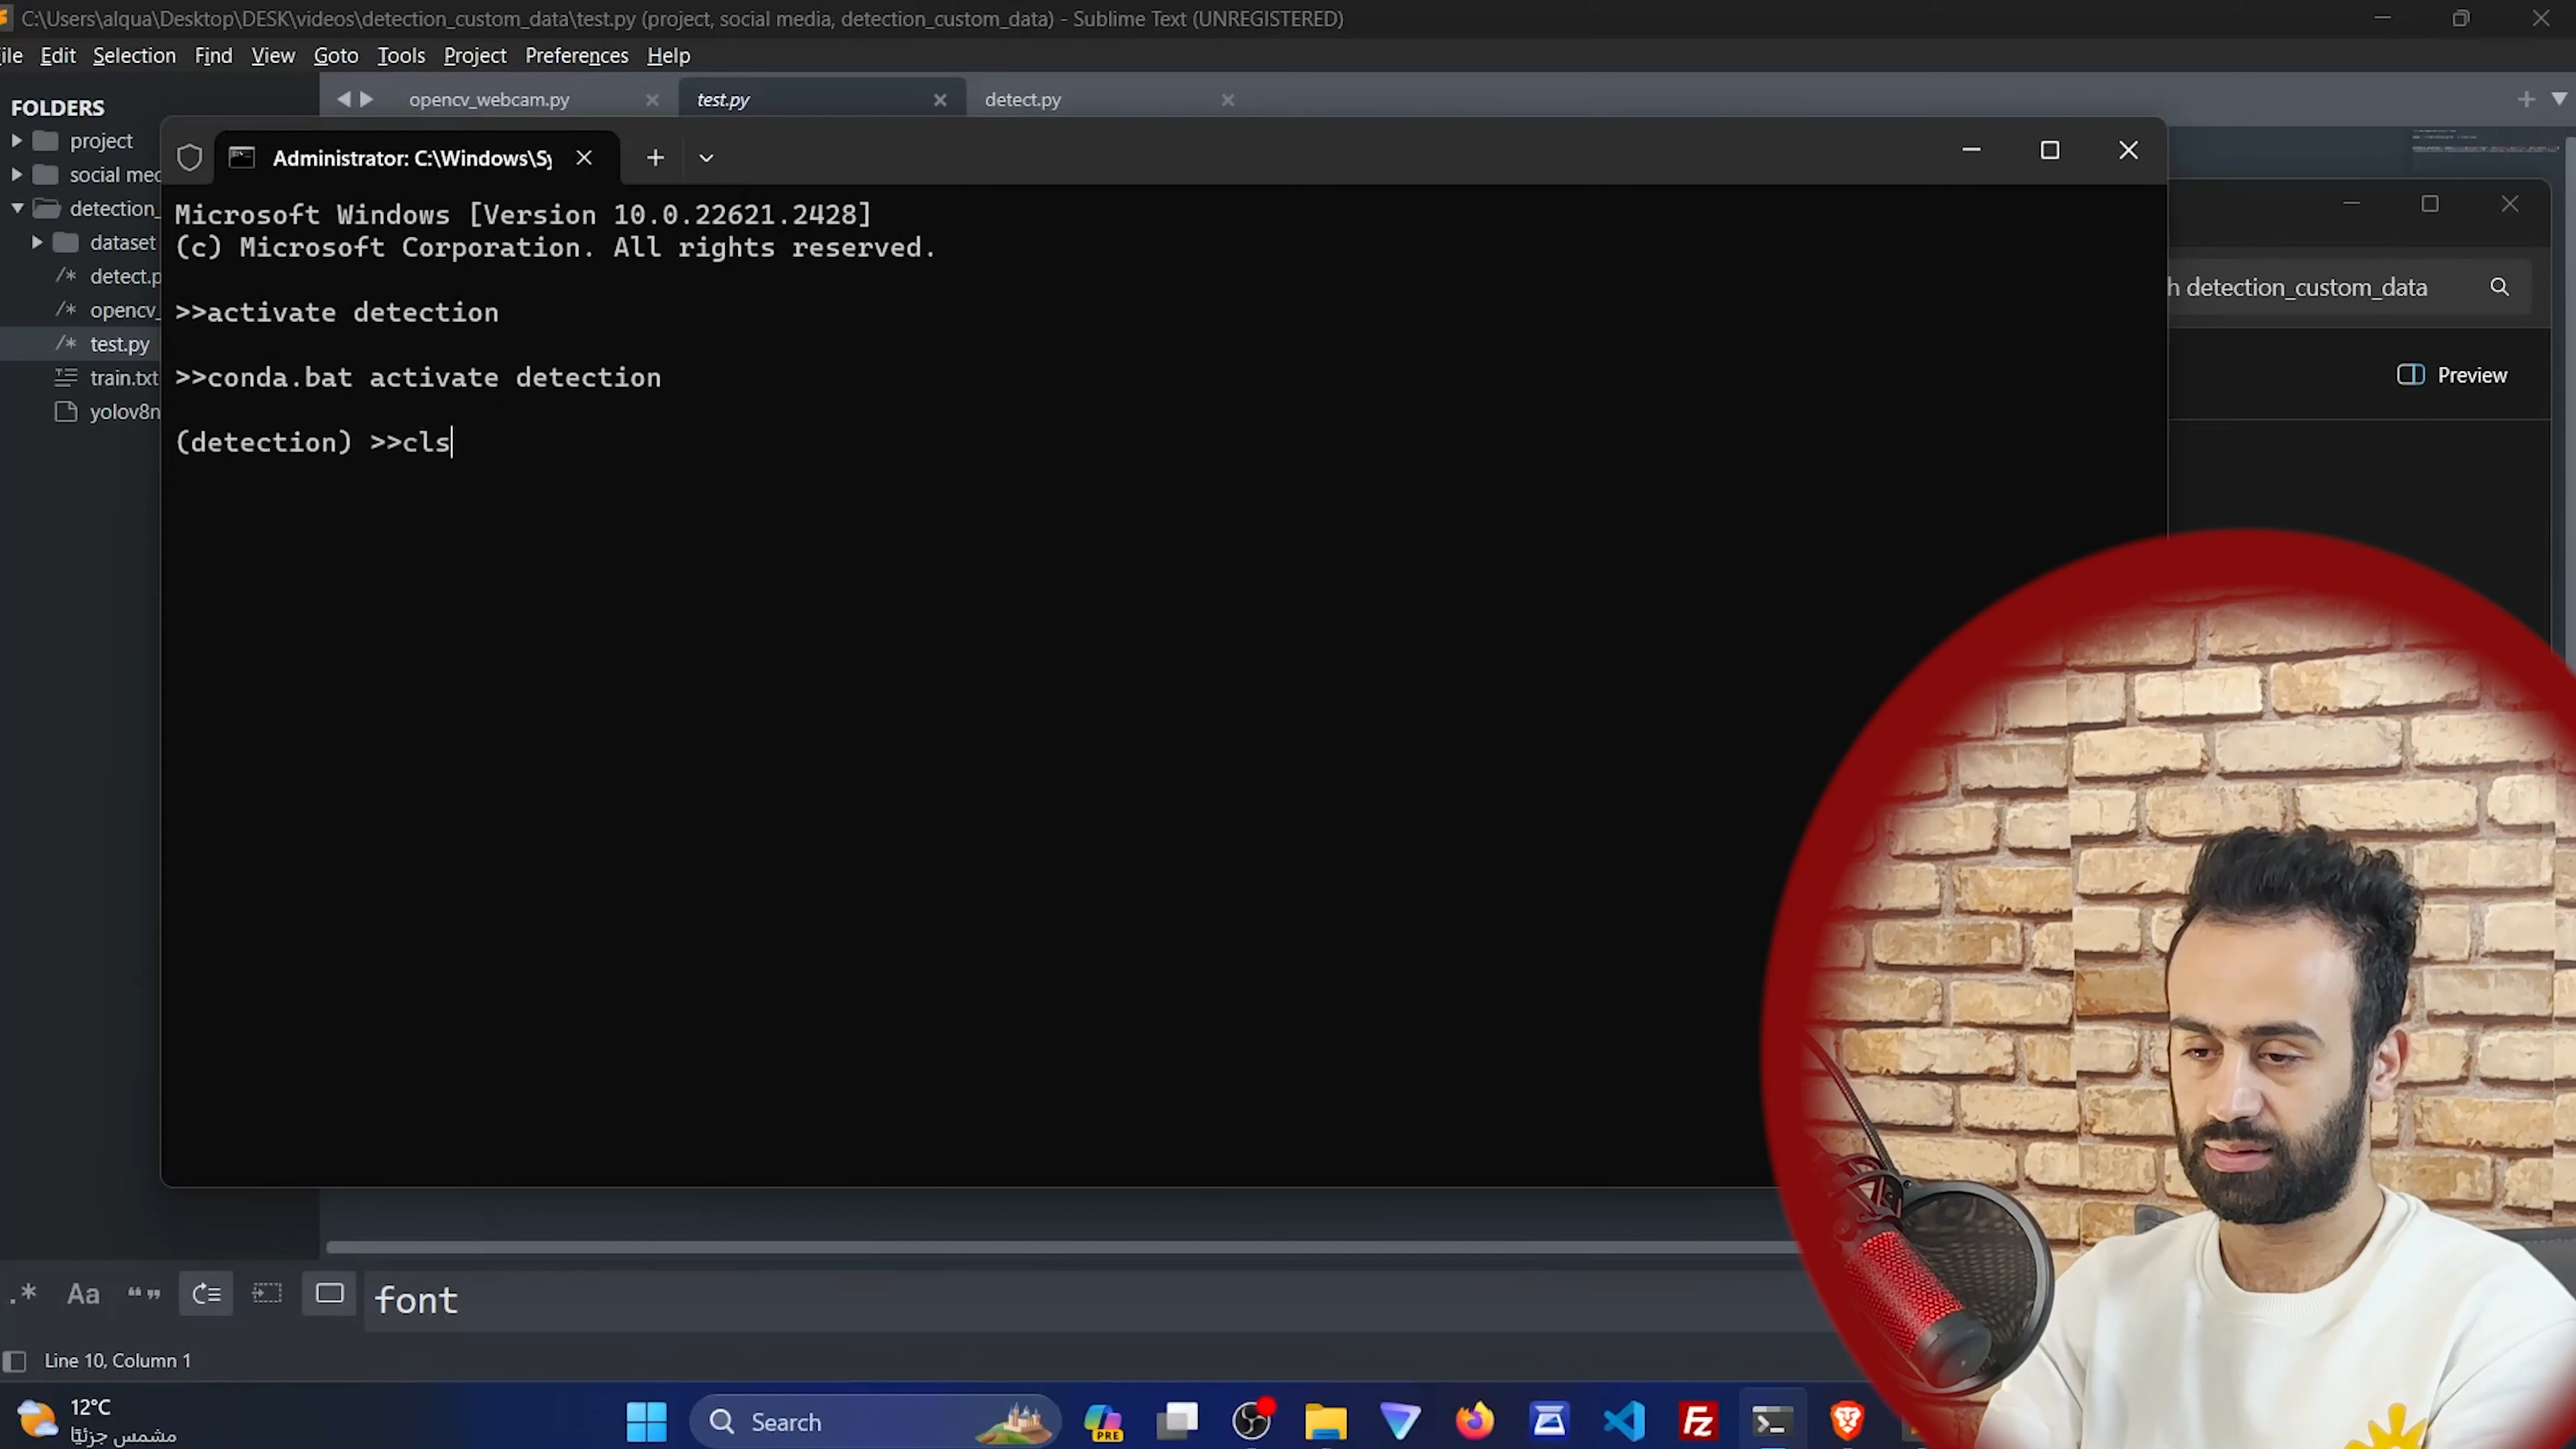 C:\Users\alqua\Desktop\DESK\videos\detection_custom_data\test.py (project, social media, detection_custom_data) - Sublime Text (UNREGISTERED)
ile Edit Selection Find View Goto Tools Project Preferences Help
FOLDERS
opencv_webcam.py
test.py
detect.py
project
social med
detection_
dataset
detect.p
opencv_
test.py
train.txt
yolov8n
Administrator: C:\Windows\Sy
Microsoft Windows [Version 10.0.22621.2428]
(c) Microsoft Corporation. All rights reserved.
>>activate detection
>>conda.bat activate detection
(detection) >>cls
h detection_custom_data
Preview
.* Aa “” font
Line 10, Column 1
12°C
مشمس جزئيًا
Search
PRE
Fz